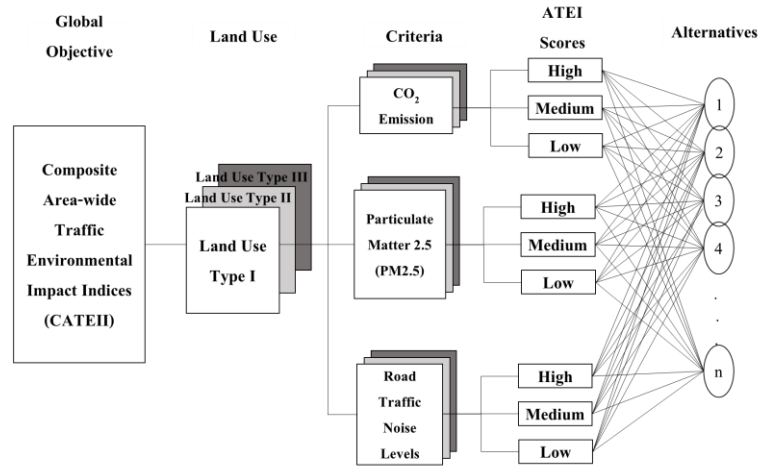 Global
Objective
Land Use
Criteria
ATEI
Scores
Alternatives
Composite
Area-wide
Traffic
Environmental
Impact Indices
(CATEII)
Land Use Type III
Land Use Type II
Land Use
Type I
CO2
Emission
High
Medium
Low
Particulate
Matter 2.5
(PM2.5)
High
Medium
Low
Road
Traffic
Noise
Levels
High
Medium
Low
1
2
3
4
.
.
.
n